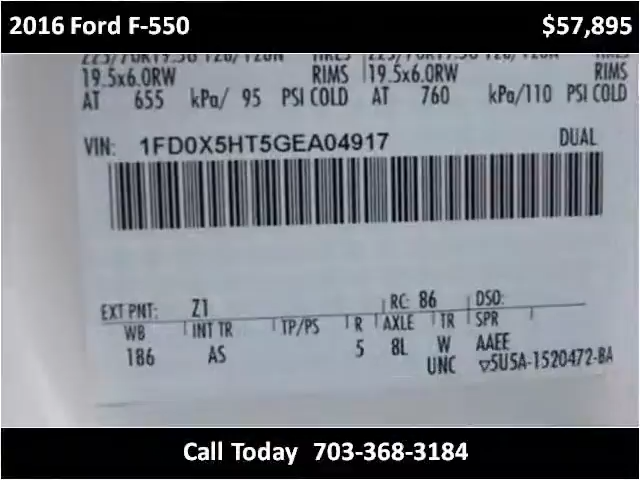 2016 Ford F-550 $57,895
19.5x6.0RW RIMS 19.5x6.0RW RIMS
AT 655 kPa/ 95 PSI COLD AT 760 kPa/110 PSI COLD
VIN: 1FD0X5HT5GEA04917 DUAL
EXT PNT: Z1 RC: 86 DSO:
WB INT TR TP/PS R AXLE TR SPR
186 AS 5 8L W AAEE
UNC ▽5U5A-1520472-BA
Call Today 703-368-3184